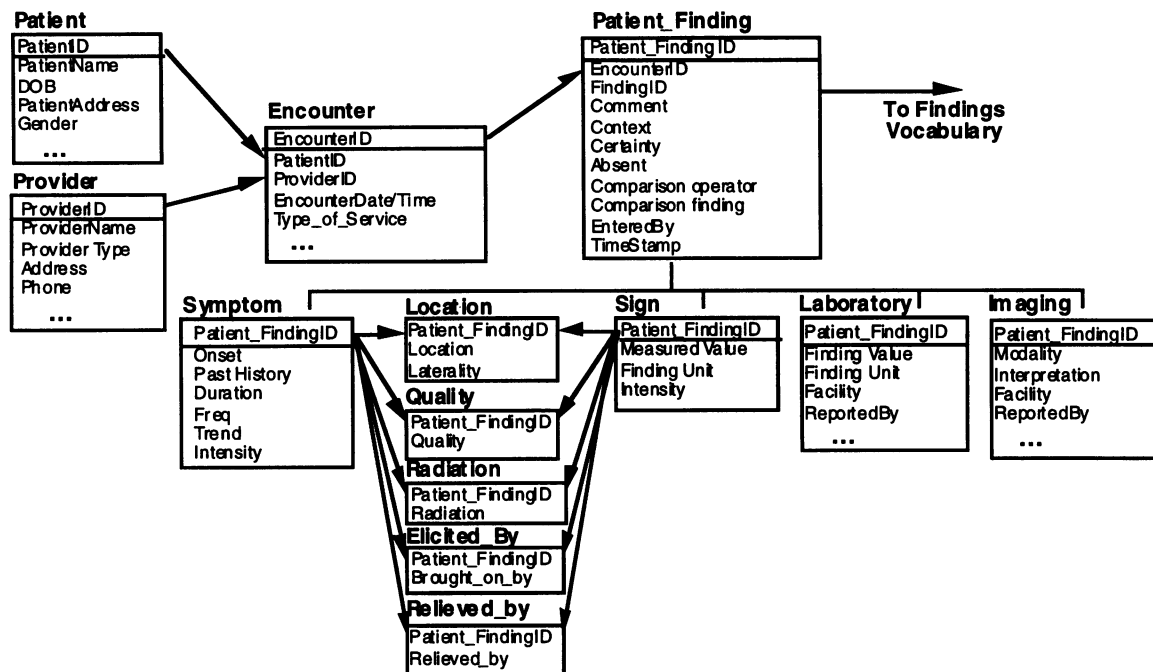 Patient
PatientID
PatientName
DOB
PatientAddress
Gender
...
Provider
ProviderID
ProviderName
Provider Type
Address
Phone
...
Encounter
EncounterID
PatientID
ProviderID
EncounterDate/Time
Type_of_Service
...
Patient_Finding
Patient_FindingID
EncounterID
FindingID
Comment
Context
Certainty
Absent
Comparison operator
Comparison finding
EnteredBy
TimeStamp
To Findings
Vocabulary
Symptom
Patient_FindingID
Onset
Past History
Duration
Freq
Trend
Intensity
Location
Patient_FindingID
Location
Laterality
Quality
Patient_FindingID
Quality
Radiation
Patient_FindingID
Radiation
Elicited_By
Patient_FindingID
Brought_on_by
Relieved_by
Patient_FindingID
Relieved_by
Sign
Patient_FindingID
Measured Value
Finding Unit
Intensity
Laboratory
Patient_FindingID
Finding Value
Finding Unit
Facility
ReportedBy
...
Imaging
Patient_FindingID
Modality
Interpretation
Facility
ReportedBy
...